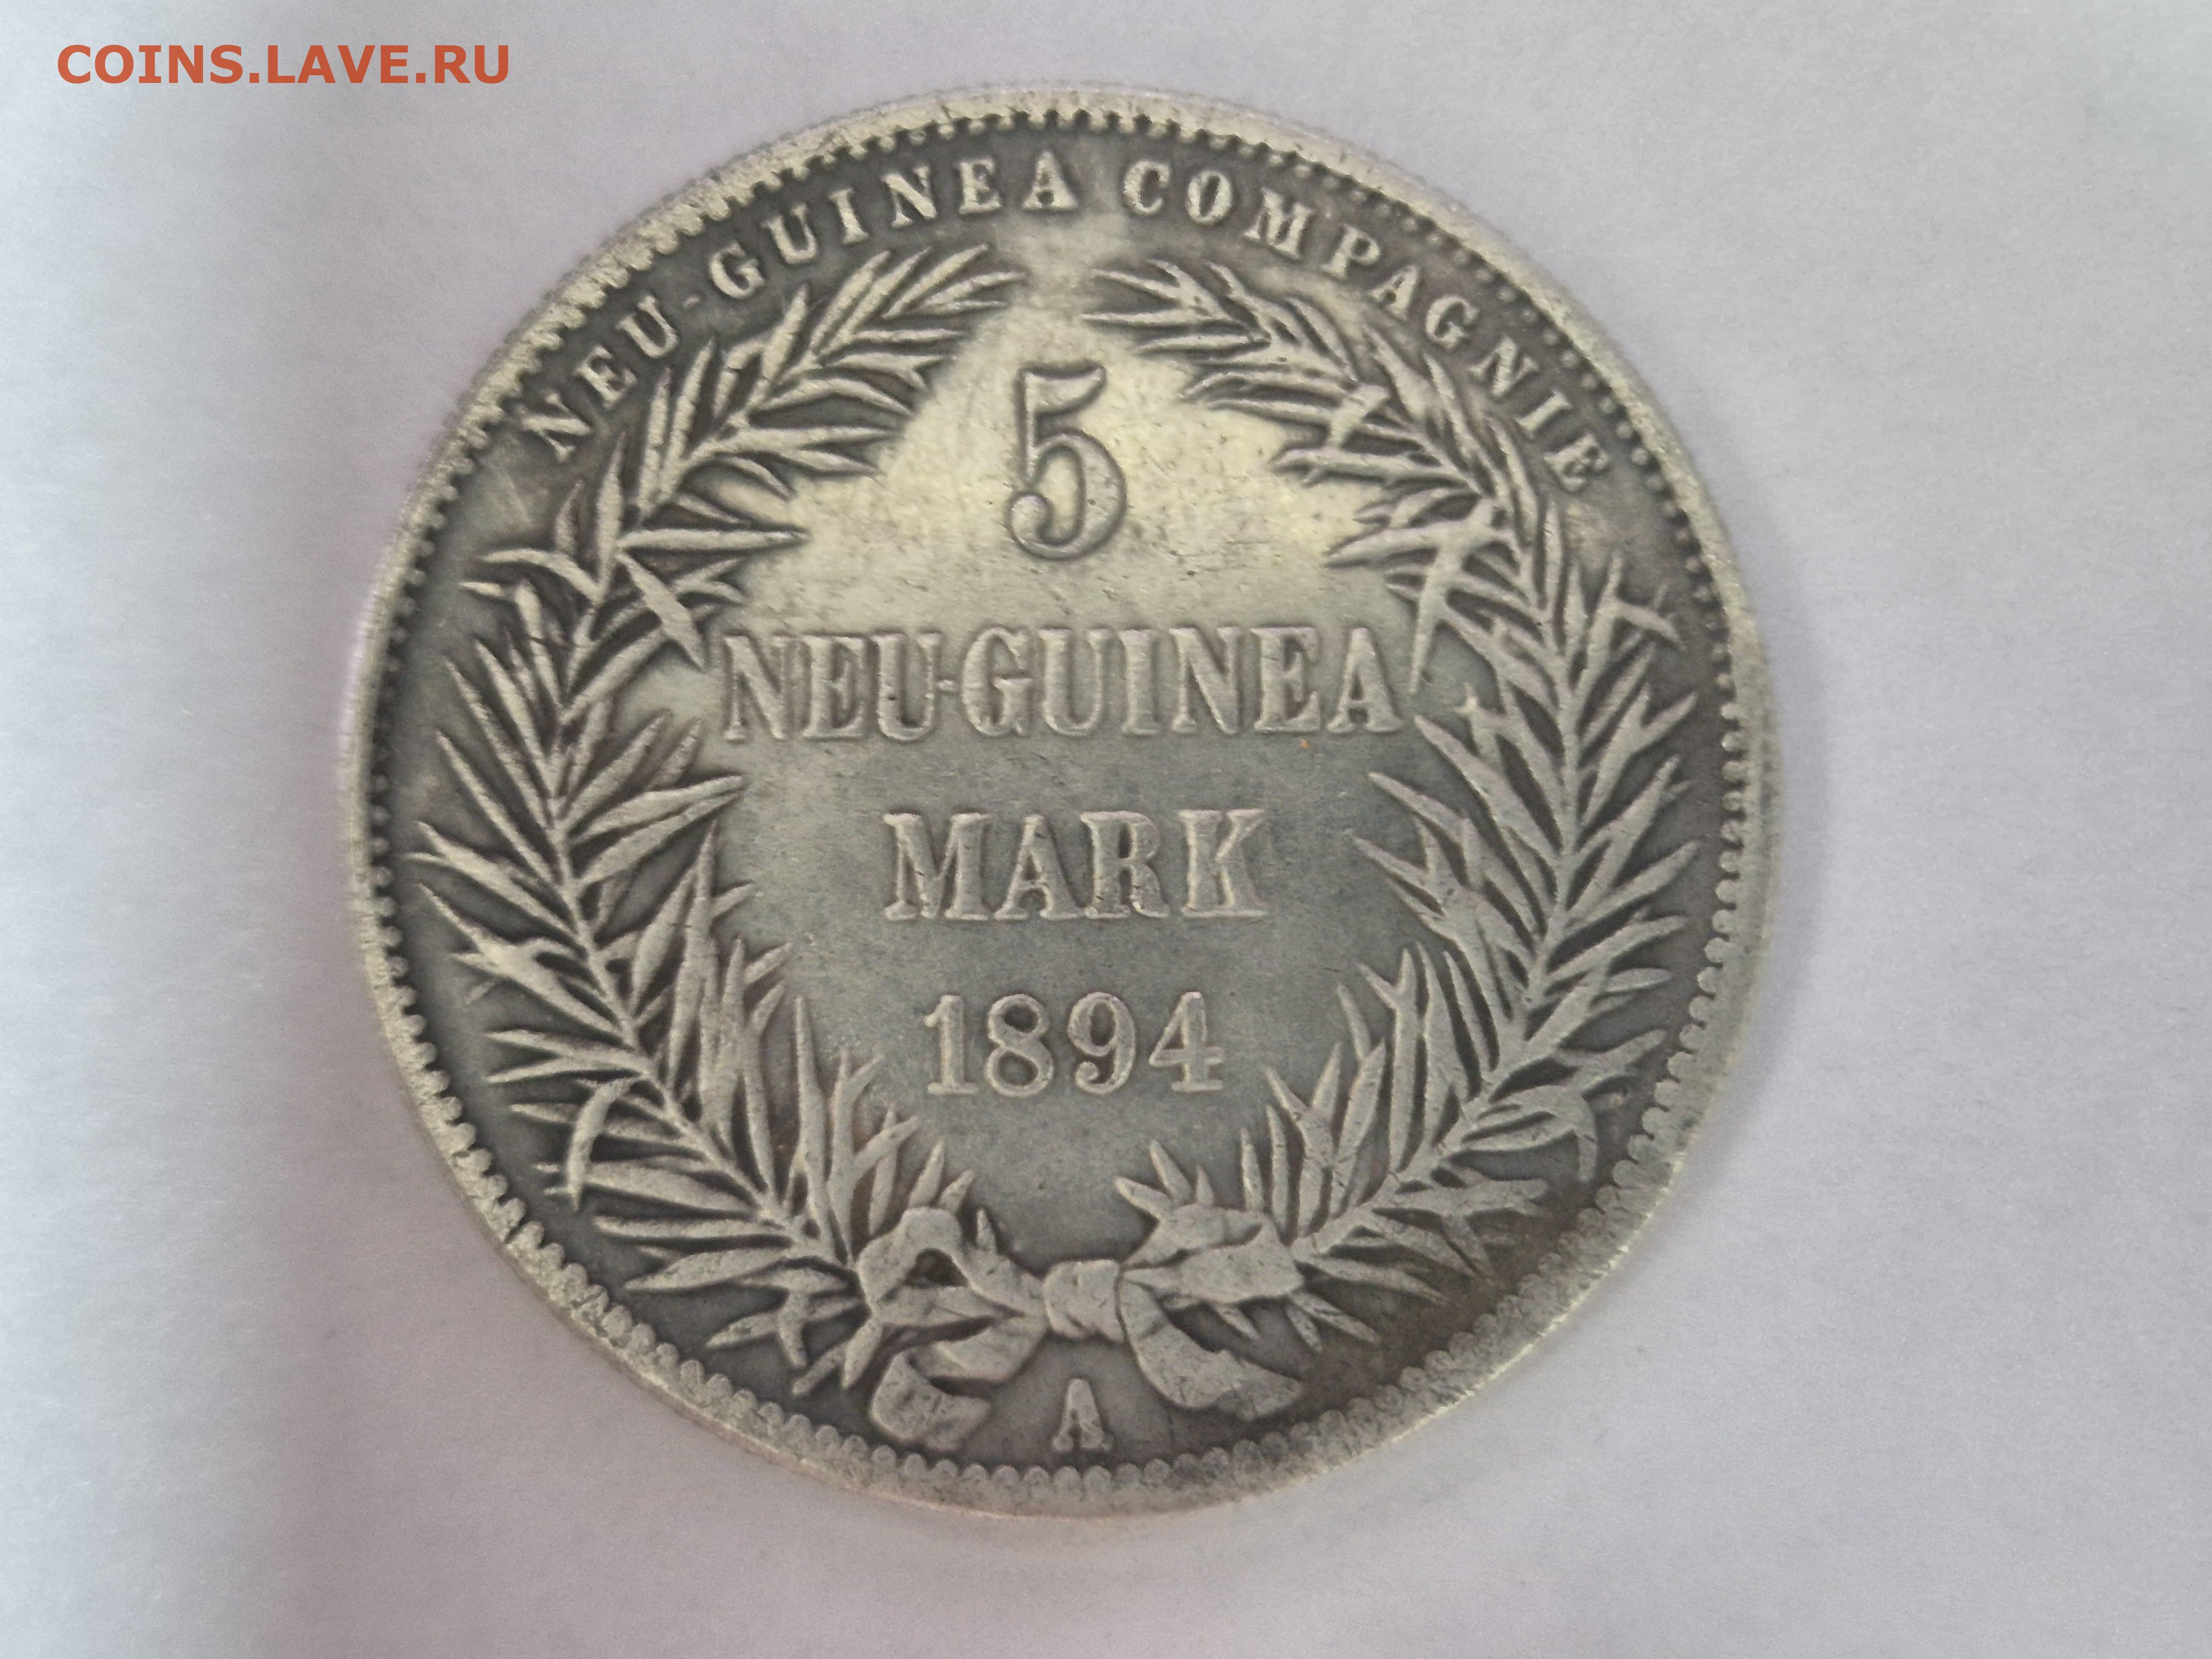 COINS.LAVE.RU
NEU-GUINEA COMPAGNIE
5
NEU-GUINEA
MARK
1894
A